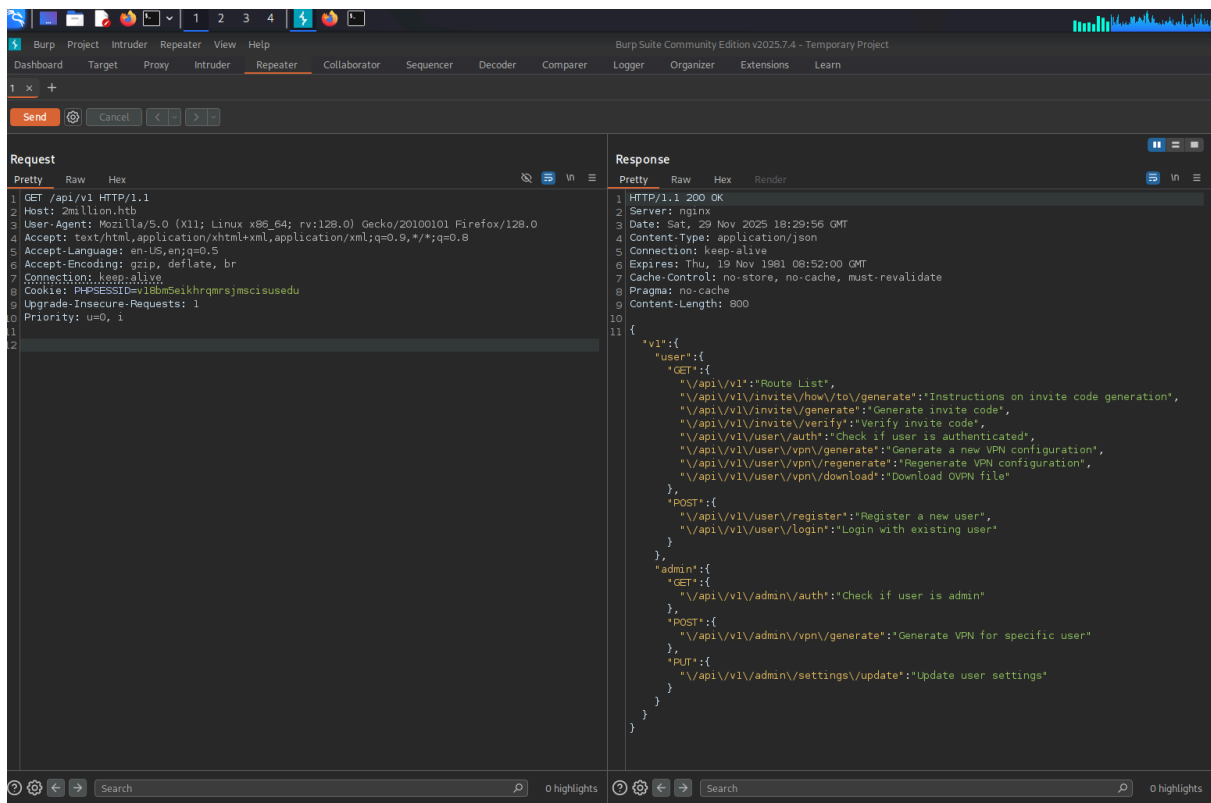 1 2 3 4
Burp Project Intruder Repeater View Help
Burp Suite Community Edition v2025.7.4 - Temporary Project
Dashboard Target Proxy Intruder Repeater Collaborator Sequencer Decoder Comparer Logger Organizer Extensions Learn
1 × +
Send Cancel < >
Request
Pretty Raw Hex
\n
1 GET /api/v1 HTTP/1.1
2 Host: 2million.htb
3 User-Agent: Mozilla/5.0 (X11; Linux x86_64; rv:128.0) Gecko/20100101 Firefox/128.0
4 Accept: text/html,application/xhtml+xml,application/xml;q=0.9,*/*;q=0.8
5 Accept-Language: en-US,en;q=0.5
6 Accept-Encoding: gzip, deflate, br
7 Connection: keep-alive
8 Cookie: PHPSESSID=v18bm5eikhrqmrsjmscisusedu
9 Upgrade-Insecure-Requests: 1
10 Priority: u=0, i
11
12
Search
0 highlights
Response
Pretty Raw Hex Render
\n
1 HTTP/1.1 200 OK
2 Server: nginx
3 Date: Sat, 29 Nov 2025 18:29:56 GMT
4 Content-Type: application/json
5 Connection: keep-alive
6 Expires: Thu, 19 Nov 1981 08:52:00 GMT
7 Cache-Control: no-store, no-cache, must-revalidate
8 Pragma: no-cache
9 Content-Length: 800
10
11 {
"v1":{
"user":{
"GET":{
"\/api\/v1":"Route List",
"\/api\/v1\/invite\/how\/to\/generate":"Instructions on invite code generation",
"\/api\/v1\/invite\/generate":"Generate invite code",
"\/api\/v1\/invite\/verify":"Verify invite code",
"\/api\/v1\/user\/auth":"Check if user is authenticated",
"\/api\/v1\/user\/vpn\/generate":"Generate a new VPN configuration",
"\/api\/v1\/user\/vpn\/regenerate":"Regenerate VPN configuration",
"\/api\/v1\/user\/vpn\/download":"Download OVPN file"
},
"POST":{
"\/api\/v1\/user\/register":"Register a new user",
"\/api\/v1\/user\/login":"Login with existing user"
}
},
"admin":{
"GET":{
"\/api\/v1\/admin\/auth":"Check if user is admin"
},
"POST":{
"\/api\/v1\/admin\/vpn\/generate":"Generate VPN for specific user"
},
"PUT":{
"\/api\/v1\/admin\/settings\/update":"Update user settings"
}
}
}
}
Search
0 highlights